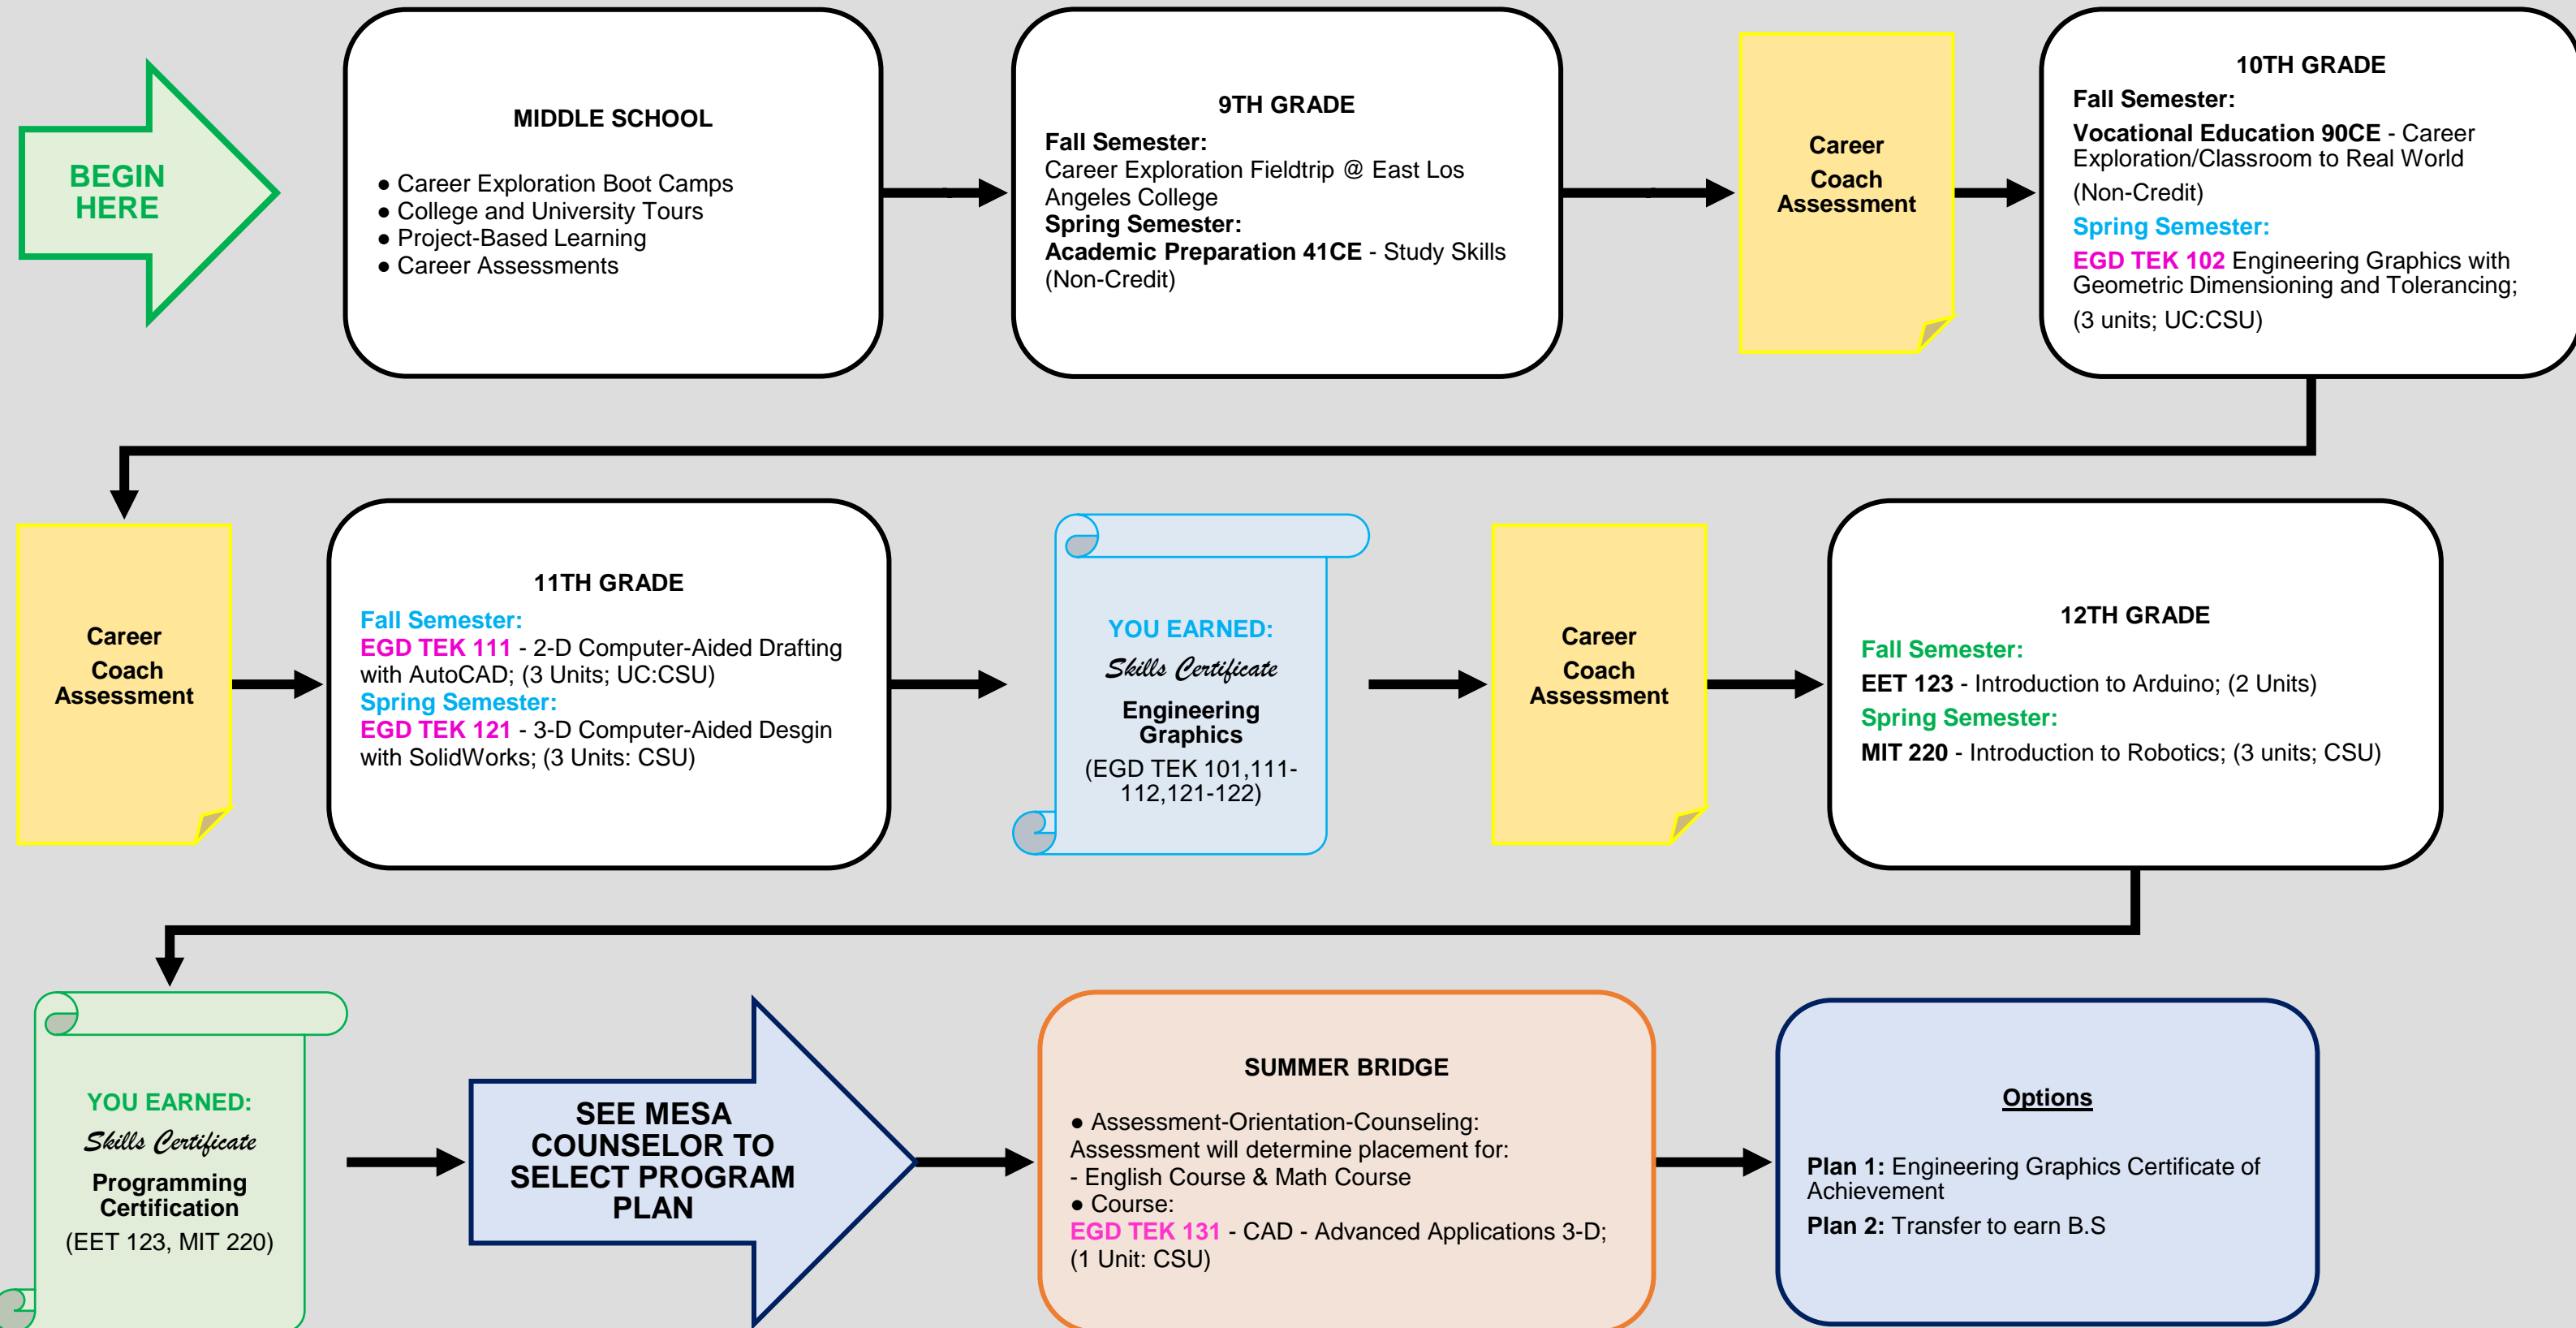 BEGIN
HERE
MIDDLE SCHOOL
● Career Exploration Boot Camps
● College and University Tours
● Project-Based Learning
● Career Assessments
9TH GRADE
Fall Semester:
Career Exploration Fieldtrip @ East Los
Angeles College
Spring Semester:
Academic Preparation 41CE - Study Skills
(Non-Credit)
Career
Coach
Assessment
10TH GRADE
Fall Semester:
Vocational Education 90CE - Career
Exploration/Classroom to Real World
(Non-Credit)
Spring Semester:
EGD TEK 102 Engineering Graphics with
Geometric Dimensioning and Tolerancing;
(3 units; UC:CSU)
Career
Coach
Assessment
11TH GRADE
Fall Semester:
EGD TEK 111 - 2-D Computer-Aided Drafting
with AutoCAD; (3 Units; UC:CSU)
Spring Semester:
EGD TEK 121 - 3-D Computer-Aided Desgin
with SolidWorks; (3 Units: CSU)
YOU EARNED:
Skills Certificate
Engineering
Graphics
(EGD TEK 101,111-
112,121-122)
Career
Coach
Assessment
12TH GRADE
Fall Semester:
EET 123 - Introduction to Arduino; (2 Units)
Spring Semester:
MIT 220 - Introduction to Robotics; (3 units; CSU)
YOU EARNED:
Skills Certificate
Programming
Certification
(EET 123, MIT 220)
SEE MESA
COUNSELOR TO
SELECT PROGRAM
PLAN
SUMMER BRIDGE
● Assessment-Orientation-Counseling:
Assessment will determine placement for:
- English Course & Math Course
● Course:
EGD TEK 131 - CAD - Advanced Applications 3-D;
(1 Unit: CSU)
Options
Plan 1: Engineering Graphics Certificate of
Achievement
Plan 2: Transfer to earn B.S